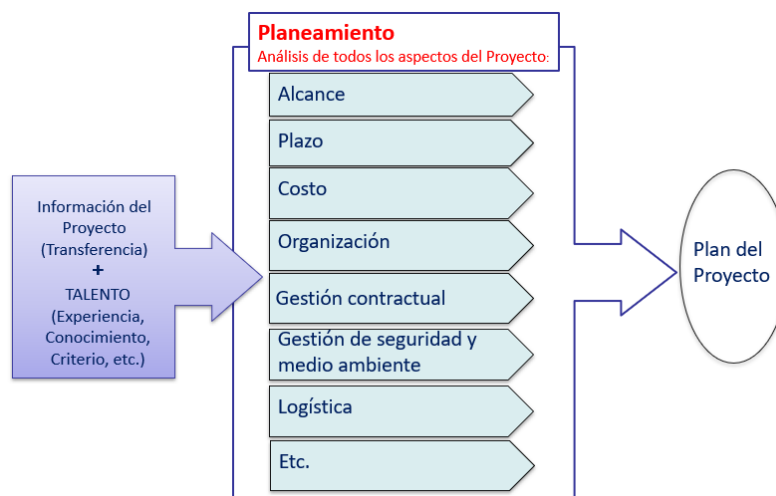 Planeamiento
Análisis de todos los aspectos del Proyecto:
Alcance
Plazo
Costo
Organización
Gestión contractual
Gestión de seguridad y
medio ambiente
Logística
Etc.
Información del
Proyecto
(Transferencia)
+
TALENTO
(Experiencia,
Conocimiento,
Criterio, etc.)
Plan del
Proyecto